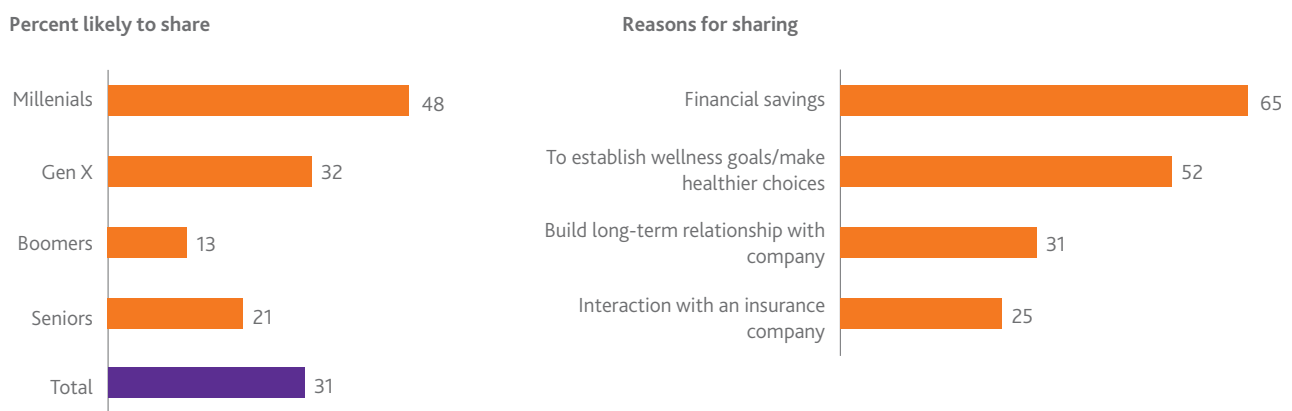 Percent likely to share
Millenials
48
Gen X
32
Boomers
13
Seniors
21
Total
31
Reasons for sharing
Financial savings
65
To establish wellness goals/make
healthier choices
52
Build long-term relationship with
company
31
Interaction with an insurance
company
25